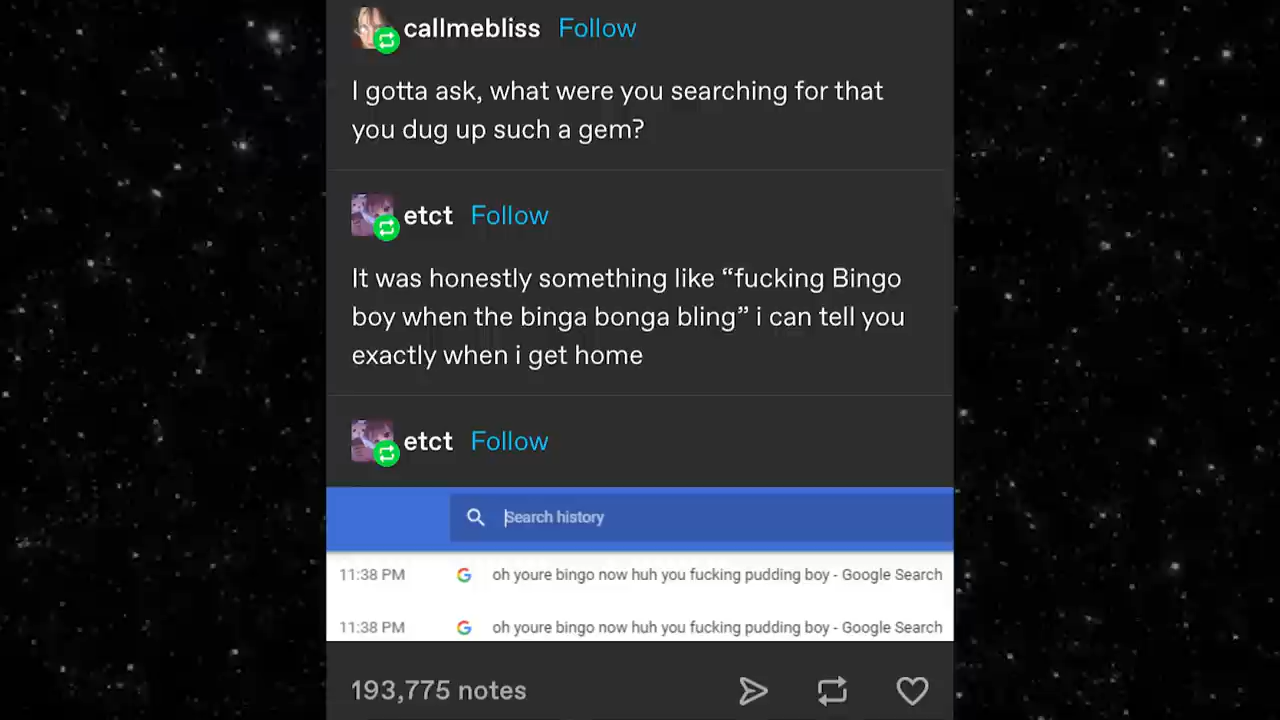 callmebliss Follow
I gotta ask, what were you searching for that
you dug up such a gem?
etct Follow
It was honestly something like “fucking Bingo
boy when the binga bonga bling” i can tell you
exactly when i get home
etct Follow
Search history
11:38 PM oh youre bingo now huh you fucking pudding boy - Google Search
11:38 PM oh youre bingo now huh you fucking pudding boy - Google Search
193,775 notes